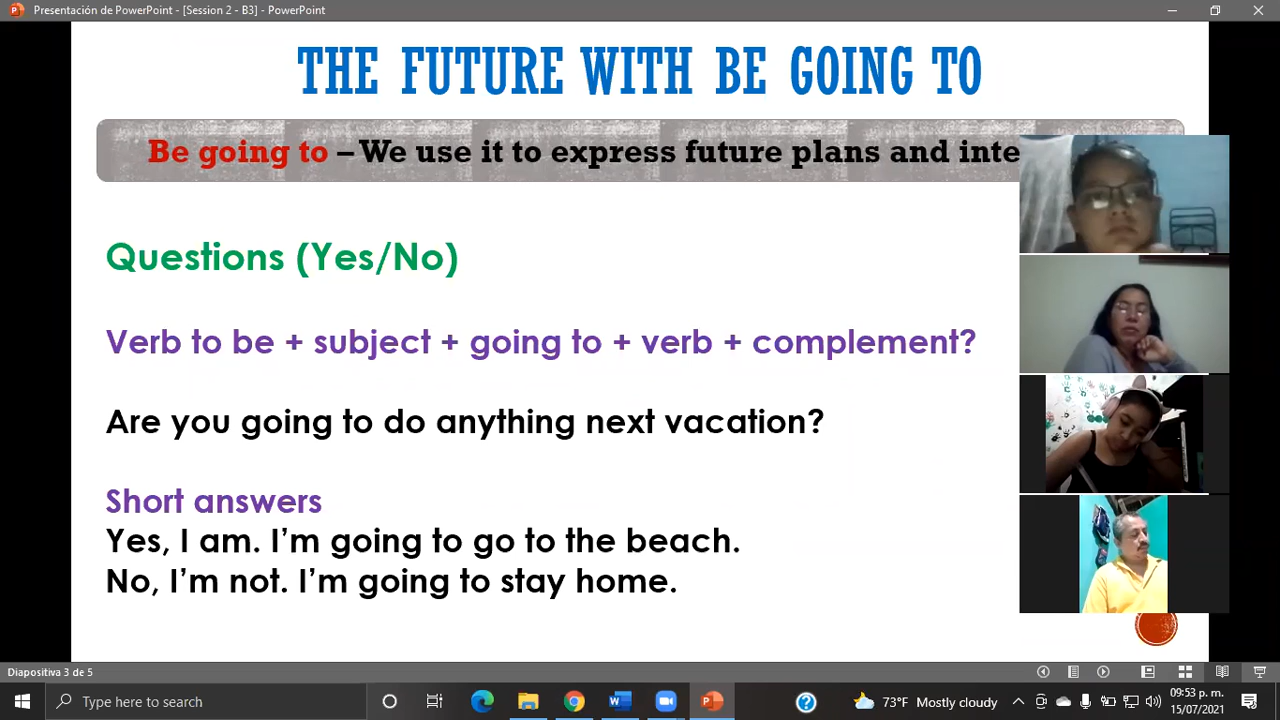 Presentación de PowerPoint - [Session 2 - B3] - PowerPoint
THE FUTURE WITH BE GOING TO
Be going to – We use it to express future plans and inte
Questions (Yes/No)
Verb to be + subject + going to + verb + complement?
Are you going to do anything next vacation?
Short answers
Yes, I am. I’m going to go to the beach.
No, I’m not. I’m going to stay home.
Diapositiva 3 de 5
Type here to search
73°F Mostly cloudy
09:53 p. m.
15/07/2021